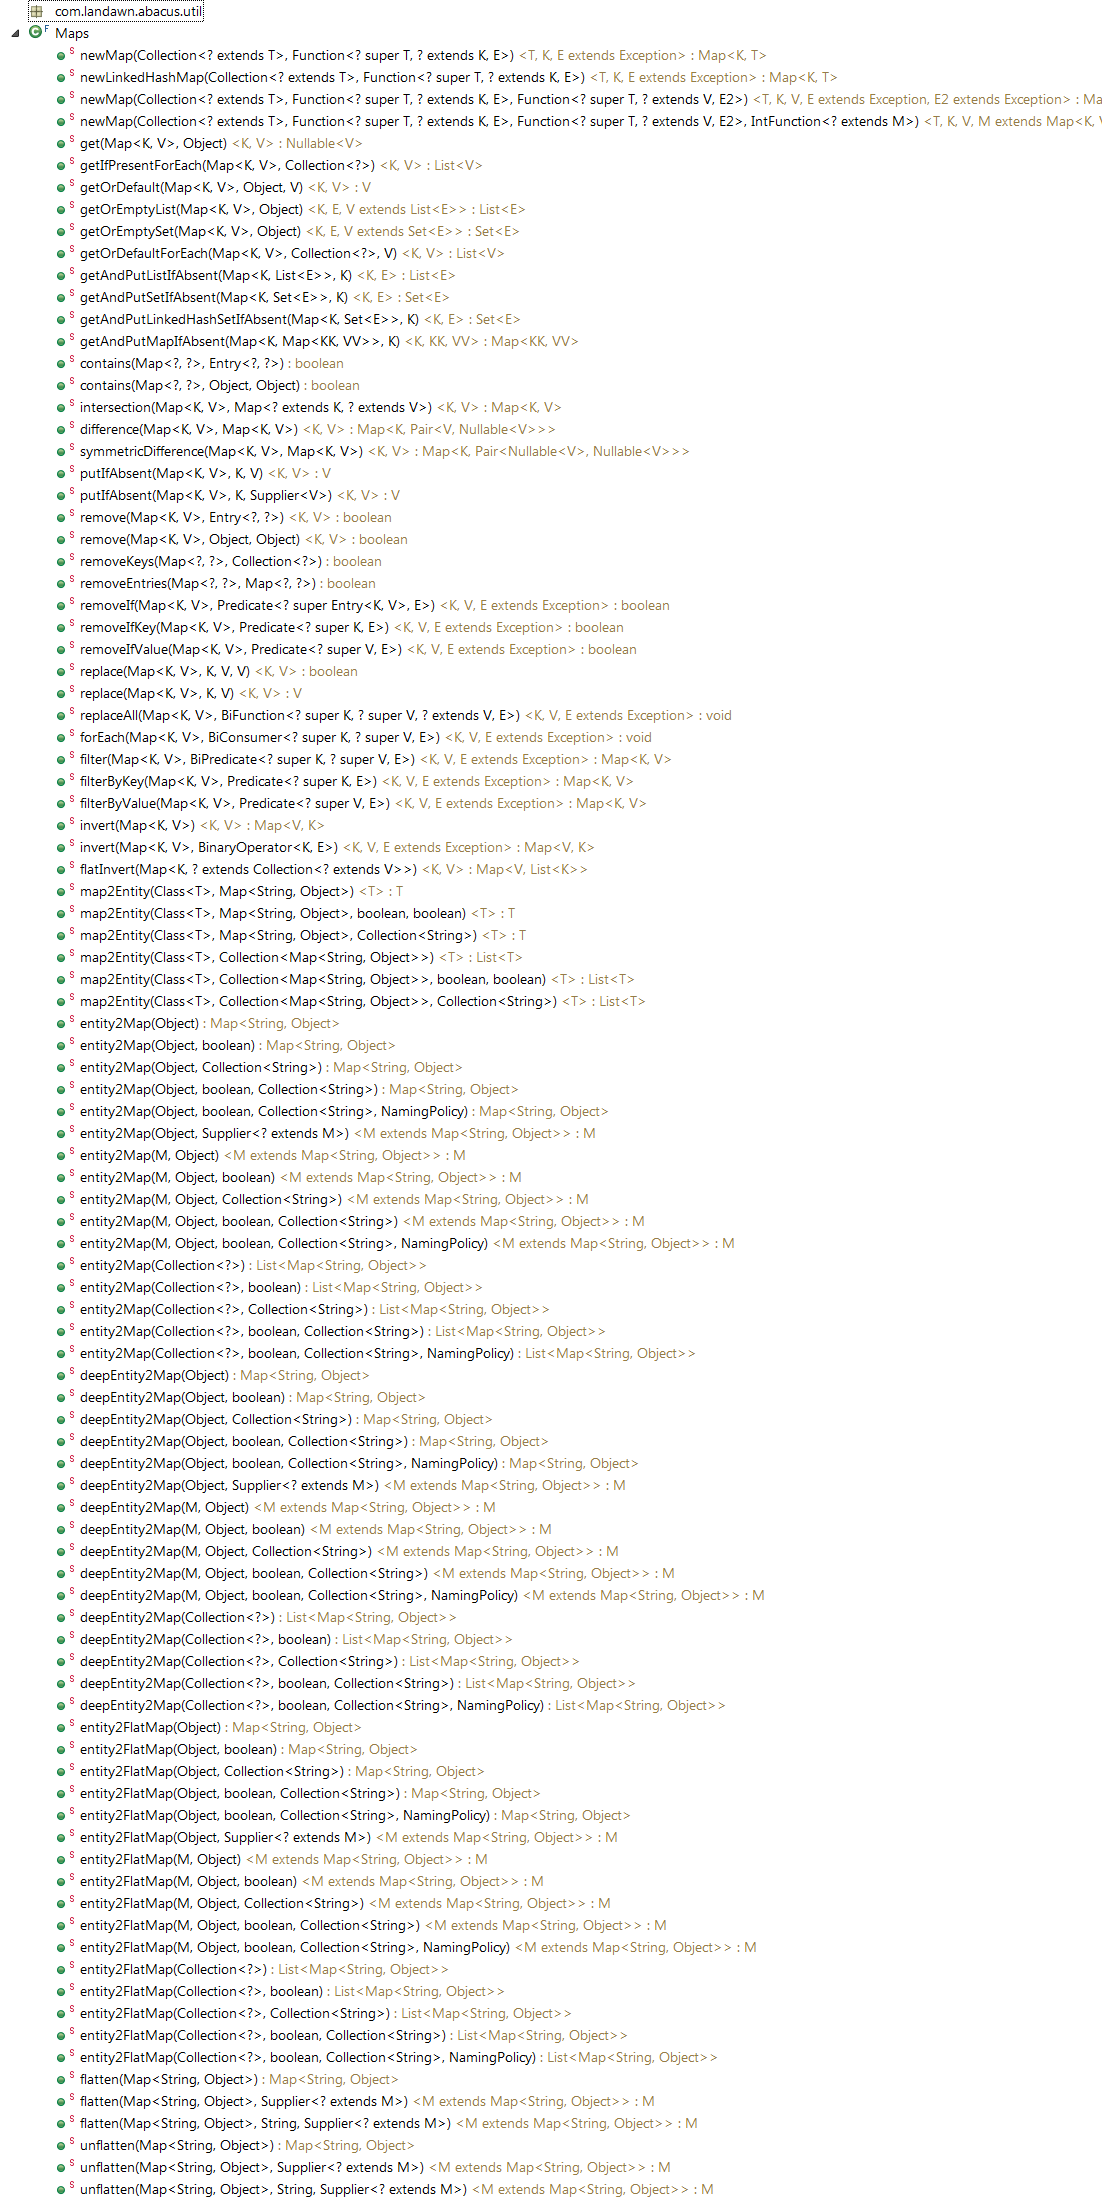 com.landawn.abacus.util
Maps
newMap(Collection<? extends T>, Function<? super T, ? extends K, E>) <T, K, E extends Exception> : Map<K, T>
newLinkedHashMap(Collection<? extends T>, Function<? super T, ? extends K, E>) <T, K, E extends Exception> : Map<K, T>
newMap(Collection<? extends T>, Function<? super T, ? extends K, E>, Function<? super T, ? extends V, E2>) <T, K, V, E extends Exception, E2 extends Exception> : Ma
newMap(Collection<? extends T>, Function<? super T, ? extends K, E>, Function<? super T, ? extends V, E2>, IntFunction<? extends M>) <T, K, V, M extends Map<K, V
get(Map<K, V>, Object) <K, V> : Nullable<V>
getIfPresentForEach(Map<K, V>, Collection<?>) <K, V> : List<V>
getOrDefault(Map<K, V>, Object, V) <K, V> : V
getOrEmptyList(Map<K, V>, Object) <K, E, V extends List<E>> : List<E>
getOrEmptySet(Map<K, V>, Object) <K, E, V extends Set<E>> : Set<E>
getOrDefaultForEach(Map<K, V>, Collection<?>, V) <K, V> : List<V>
getAndPutListIfAbsent(Map<K, List<E>>, K) <K, E> : List<E>
getAndPutSetIfAbsent(Map<K, Set<E>>, K) <K, E> : Set<E>
getAndPutLinkedHashSetIfAbsent(Map<K, Set<E>>, K) <K, E> : Set<E>
getAndPutMapIfAbsent(Map<K, Map<KK, VV>>, K) <K, KK, VV> : Map<KK, VV>
contains(Map<?, ?>, Entry<?, ?>) : boolean
contains(Map<?, ?>, Object, Object) : boolean
intersection(Map<K, V>, Map<? extends K, ? extends V>) <K, V> : Map<K, V>
difference(Map<K, V>, Map<K, V>) <K, V> : Map<K, Pair<V, Nullable<V>>>
symmetricDifference(Map<K, V>, Map<K, V>) <K, V> : Map<K, Pair<Nullable<V>, Nullable<V>>>
putIfAbsent(Map<K, V>, K, V) <K, V> : V
putIfAbsent(Map<K, V>, K, Supplier<V>) <K, V> : V
remove(Map<K, V>, Entry<?, ?>) <K, V> : boolean
remove(Map<K, V>, Object, Object) <K, V> : boolean
removeKeys(Map<?, ?>, Collection<?>) : boolean
removeEntries(Map<?, ?>, Map<?, ?>) : boolean
removeIf(Map<K, V>, Predicate<? super Entry<K, V>, E>) <K, V, E extends Exception> : boolean
removeIfKey(Map<K, V>, Predicate<? super K, E>) <K, V, E extends Exception> : boolean
removeIfValue(Map<K, V>, Predicate<? super V, E>) <K, V, E extends Exception> : boolean
replace(Map<K, V>, K, V, V) <K, V> : boolean
replace(Map<K, V>, K, V) <K, V> : V
replaceAll(Map<K, V>, BiFunction<? super K, ? super V, ? extends V, E>) <K, V, E extends Exception> : void
forEach(Map<K, V>, BiConsumer<? super K, ? super V, E>) <K, V, E extends Exception> : void
filter(Map<K, V>, BiPredicate<? super K, ? super V, E>) <K, V, E extends Exception> : Map<K, V>
filterByKey(Map<K, V>, Predicate<? super K, E>) <K, V, E extends Exception> : Map<K, V>
filterByValue(Map<K, V>, Predicate<? super V, E>) <K, V, E extends Exception> : Map<K, V>
invert(Map<K, V>) <K, V> : Map<V, K>
invert(Map<K, V>, BinaryOperator<K, E>) <K, V, E extends Exception> : Map<V, K>
flatInvert(Map<K, ? extends Collection<? extends V>>) <K, V> : Map<V, List<K>>
map2Entity(Class<T>, Map<String, Object>) <T> : T
map2Entity(Class<T>, Map<String, Object>, boolean, boolean) <T> : T
map2Entity(Class<T>, Map<String, Object>, Collection<String>) <T> : T
map2Entity(Class<T>, Collection<Map<String, Object>>) <T> : List<T>
map2Entity(Class<T>, Collection<Map<String, Object>>, boolean, boolean) <T> : List<T>
map2Entity(Class<T>, Collection<Map<String, Object>>, Collection<String>) <T> : List<T>
entity2Map(Object) : Map<String, Object>
entity2Map(Object, boolean) : Map<String, Object>
entity2Map(Object, Collection<String>) : Map<String, Object>
entity2Map(Object, boolean, Collection<String>) : Map<String, Object>
entity2Map(Object, boolean, Collection<String>, NamingPolicy) : Map<String, Object>
entity2Map(Object, Supplier<? extends M>) <M extends Map<String, Object>> : M
entity2Map(M, Object) <M extends Map<String, Object>> : M
entity2Map(M, Object, boolean) <M extends Map<String, Object>> : M
entity2Map(M, Object, Collection<String>) <M extends Map<String, Object>> : M
entity2Map(M, Object, boolean, Collection<String>) <M extends Map<String, Object>> : M
entity2Map(M, Object, boolean, Collection<String>, NamingPolicy) <M extends Map<String, Object>> : M
entity2Map(Collection<?>) : List<Map<String, Object>>
entity2Map(Collection<?>, boolean) : List<Map<String, Object>>
entity2Map(Collection<?>, Collection<String>) : List<Map<String, Object>>
entity2Map(Collection<?>, boolean, Collection<String>) : List<Map<String, Object>>
entity2Map(Collection<?>, boolean, Collection<String>, NamingPolicy) : List<Map<String, Object>>
deepEntity2Map(Object) : Map<String, Object>
deepEntity2Map(Object, boolean) : Map<String, Object>
deepEntity2Map(Object, Collection<String>) : Map<String, Object>
deepEntity2Map(Object, boolean, Collection<String>) : Map<String, Object>
deepEntity2Map(Object, boolean, Collection<String>, NamingPolicy) : Map<String, Object>
deepEntity2Map(Object, Supplier<? extends M>) <M extends Map<String, Object>> : M
deepEntity2Map(M, Object) <M extends Map<String, Object>> : M
deepEntity2Map(M, Object, boolean) <M extends Map<String, Object>> : M
deepEntity2Map(M, Object, Collection<String>) <M extends Map<String, Object>> : M
deepEntity2Map(M, Object, boolean, Collection<String>) <M extends Map<String, Object>> : M
deepEntity2Map(M, Object, boolean, Collection<String>, NamingPolicy) <M extends Map<String, Object>> : M
deepEntity2Map(Collection<?>) : List<Map<String, Object>>
deepEntity2Map(Collection<?>, boolean) : List<Map<String, Object>>
deepEntity2Map(Collection<?>, Collection<String>) : List<Map<String, Object>>
deepEntity2Map(Collection<?>, boolean, Collection<String>) : List<Map<String, Object>>
deepEntity2Map(Collection<?>, boolean, Collection<String>, NamingPolicy) : List<Map<String, Object>>
entity2FlatMap(Object) : Map<String, Object>
entity2FlatMap(Object, boolean) : Map<String, Object>
entity2FlatMap(Object, Collection<String>) : Map<String, Object>
entity2FlatMap(Object, boolean, Collection<String>) : Map<String, Object>
entity2FlatMap(Object, boolean, Collection<String>, NamingPolicy) : Map<String, Object>
entity2FlatMap(Object, Supplier<? extends M>) <M extends Map<String, Object>> : M
entity2FlatMap(M, Object) <M extends Map<String, Object>> : M
entity2FlatMap(M, Object, boolean) <M extends Map<String, Object>> : M
entity2FlatMap(M, Object, Collection<String>) <M extends Map<String, Object>> : M
entity2FlatMap(M, Object, boolean, Collection<String>) <M extends Map<String, Object>> : M
entity2FlatMap(M, Object, boolean, Collection<String>, NamingPolicy) <M extends Map<String, Object>> : M
entity2FlatMap(Collection<?>) : List<Map<String, Object>>
entity2FlatMap(Collection<?>, boolean) : List<Map<String, Object>>
entity2FlatMap(Collection<?>, Collection<String>) : List<Map<String, Object>>
entity2FlatMap(Collection<?>, boolean, Collection<String>) : List<Map<String, Object>>
entity2FlatMap(Collection<?>, boolean, Collection<String>, NamingPolicy) : List<Map<String, Object>>
flatten(Map<String, Object>) : Map<String, Object>
flatten(Map<String, Object>, Supplier<? extends M>) <M extends Map<String, Object>> : M
flatten(Map<String, Object>, String, Supplier<? extends M>) <M extends Map<String, Object>> : M
unflatten(Map<String, Object>) : Map<String, Object>
unflatten(Map<String, Object>, Supplier<? extends M>) <M extends Map<String, Object>> : M
unflatten(Map<String, Object>, String, Supplier<? extends M>) <M extends Map<String, Object>> : M